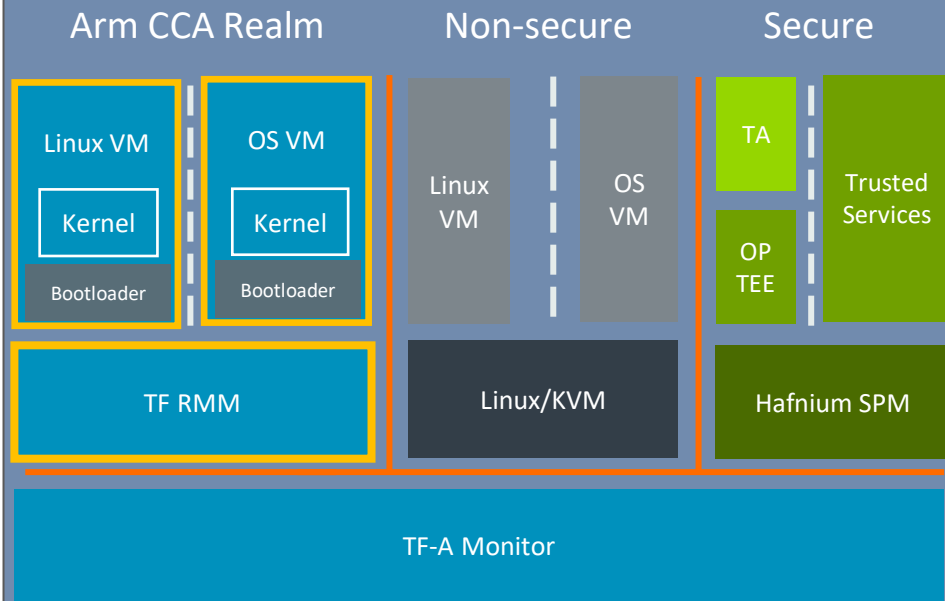 Arm CCA Realm
Non-secure
Secure
Linux VM
Kernel
Bootloader
OS VM
Kernel
Bootloader
Linux
VM
OS
VM
TA
OP
TEE
Trusted
Services
TF RMM
Linux/KVM
Hafnium SPM
TF-A Monitor